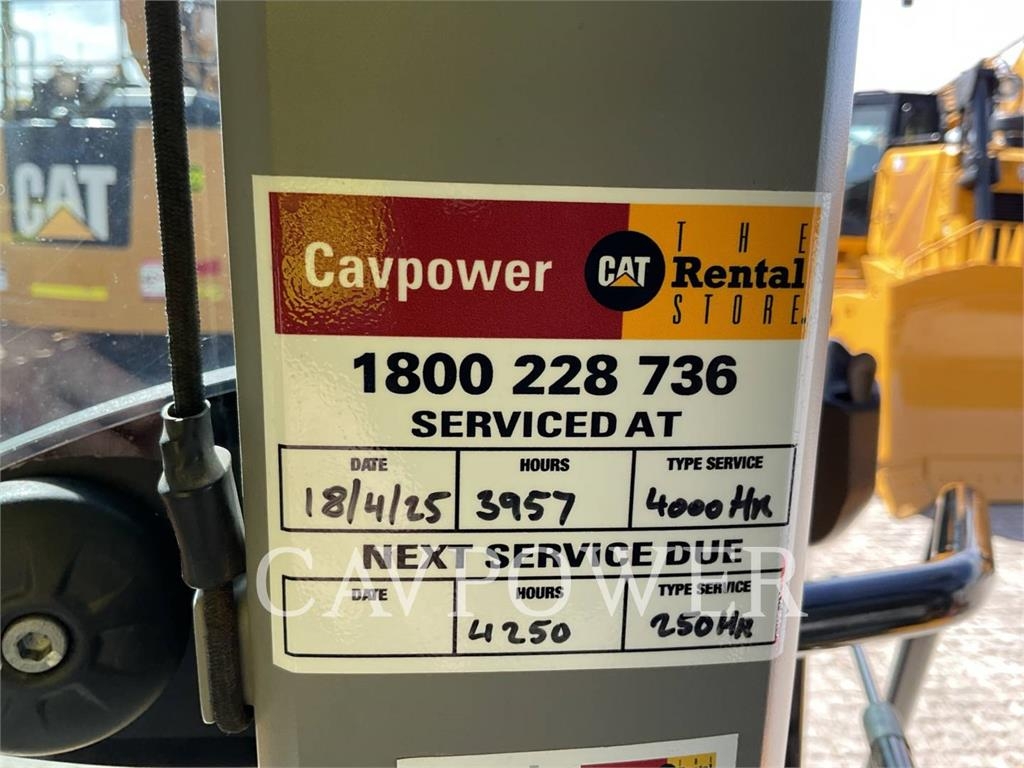 CAT
Cavpower CAT THE Rental STORE
1800 228 736
SERVICED AT
DATE HOURS TYPE SERVICE
18/4/25 3957 4000 HR
NEXT SERVICE DUE
CAVPOWER
DATE HOURS TYPE SERVICE
4250 250 HR